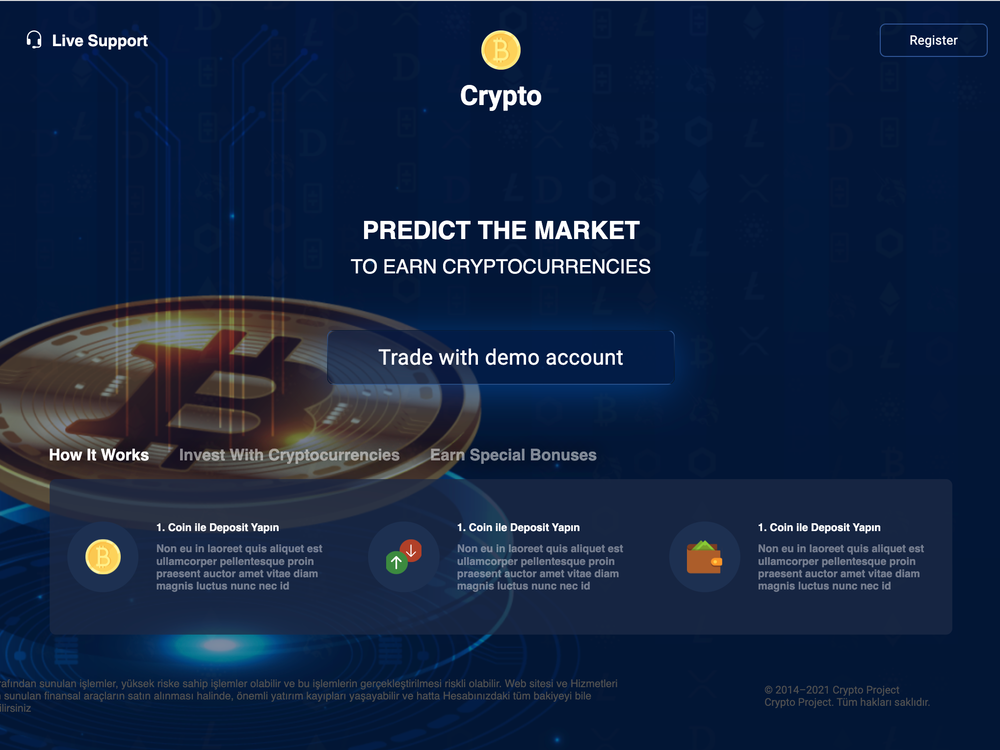 Live Support
Register
Crypto
PREDICT THE MARKET
TO EARN CRYPTOCURRENCIES
Trade with demo account
How It Works
Invest With Cryptocurrencies
Earn Special Bonuses
1. Coin ile Deposit Yapın
Non eu in laoreet quis aliquet est
ullamcorper pellentesque proin
praesent auctor amet vitae diam
magnis luctus nunc nec id
1. Coin ile Deposit Yapın
Non eu in laoreet quis aliquet est
ullamcorper pellentesque proin
praesent auctor amet vitae diam
magnis luctus nunc nec id
1. Coin ile Deposit Yapın
Non eu in laoreet quis aliquet est
ullamcorper pellentesque proin
praesent auctor amet vitae diam
magnis luctus nunc nec id
sunulan işlemler, yüksek riske sahip işlemler olabilir ve bu işlemlerin gerçekleştirilmesi riskli olabilir. Web sitesi ve Hizmetleri
sunulan finansal araçların satın alınması halinde, önemli yatırım kayıpları yaşayabilir ve hatta Hesabınızdaki tüm bakiyeyi bile
© 2014–2021 Crypto Project
Crypto Project. Tüm hakları saklıdır.